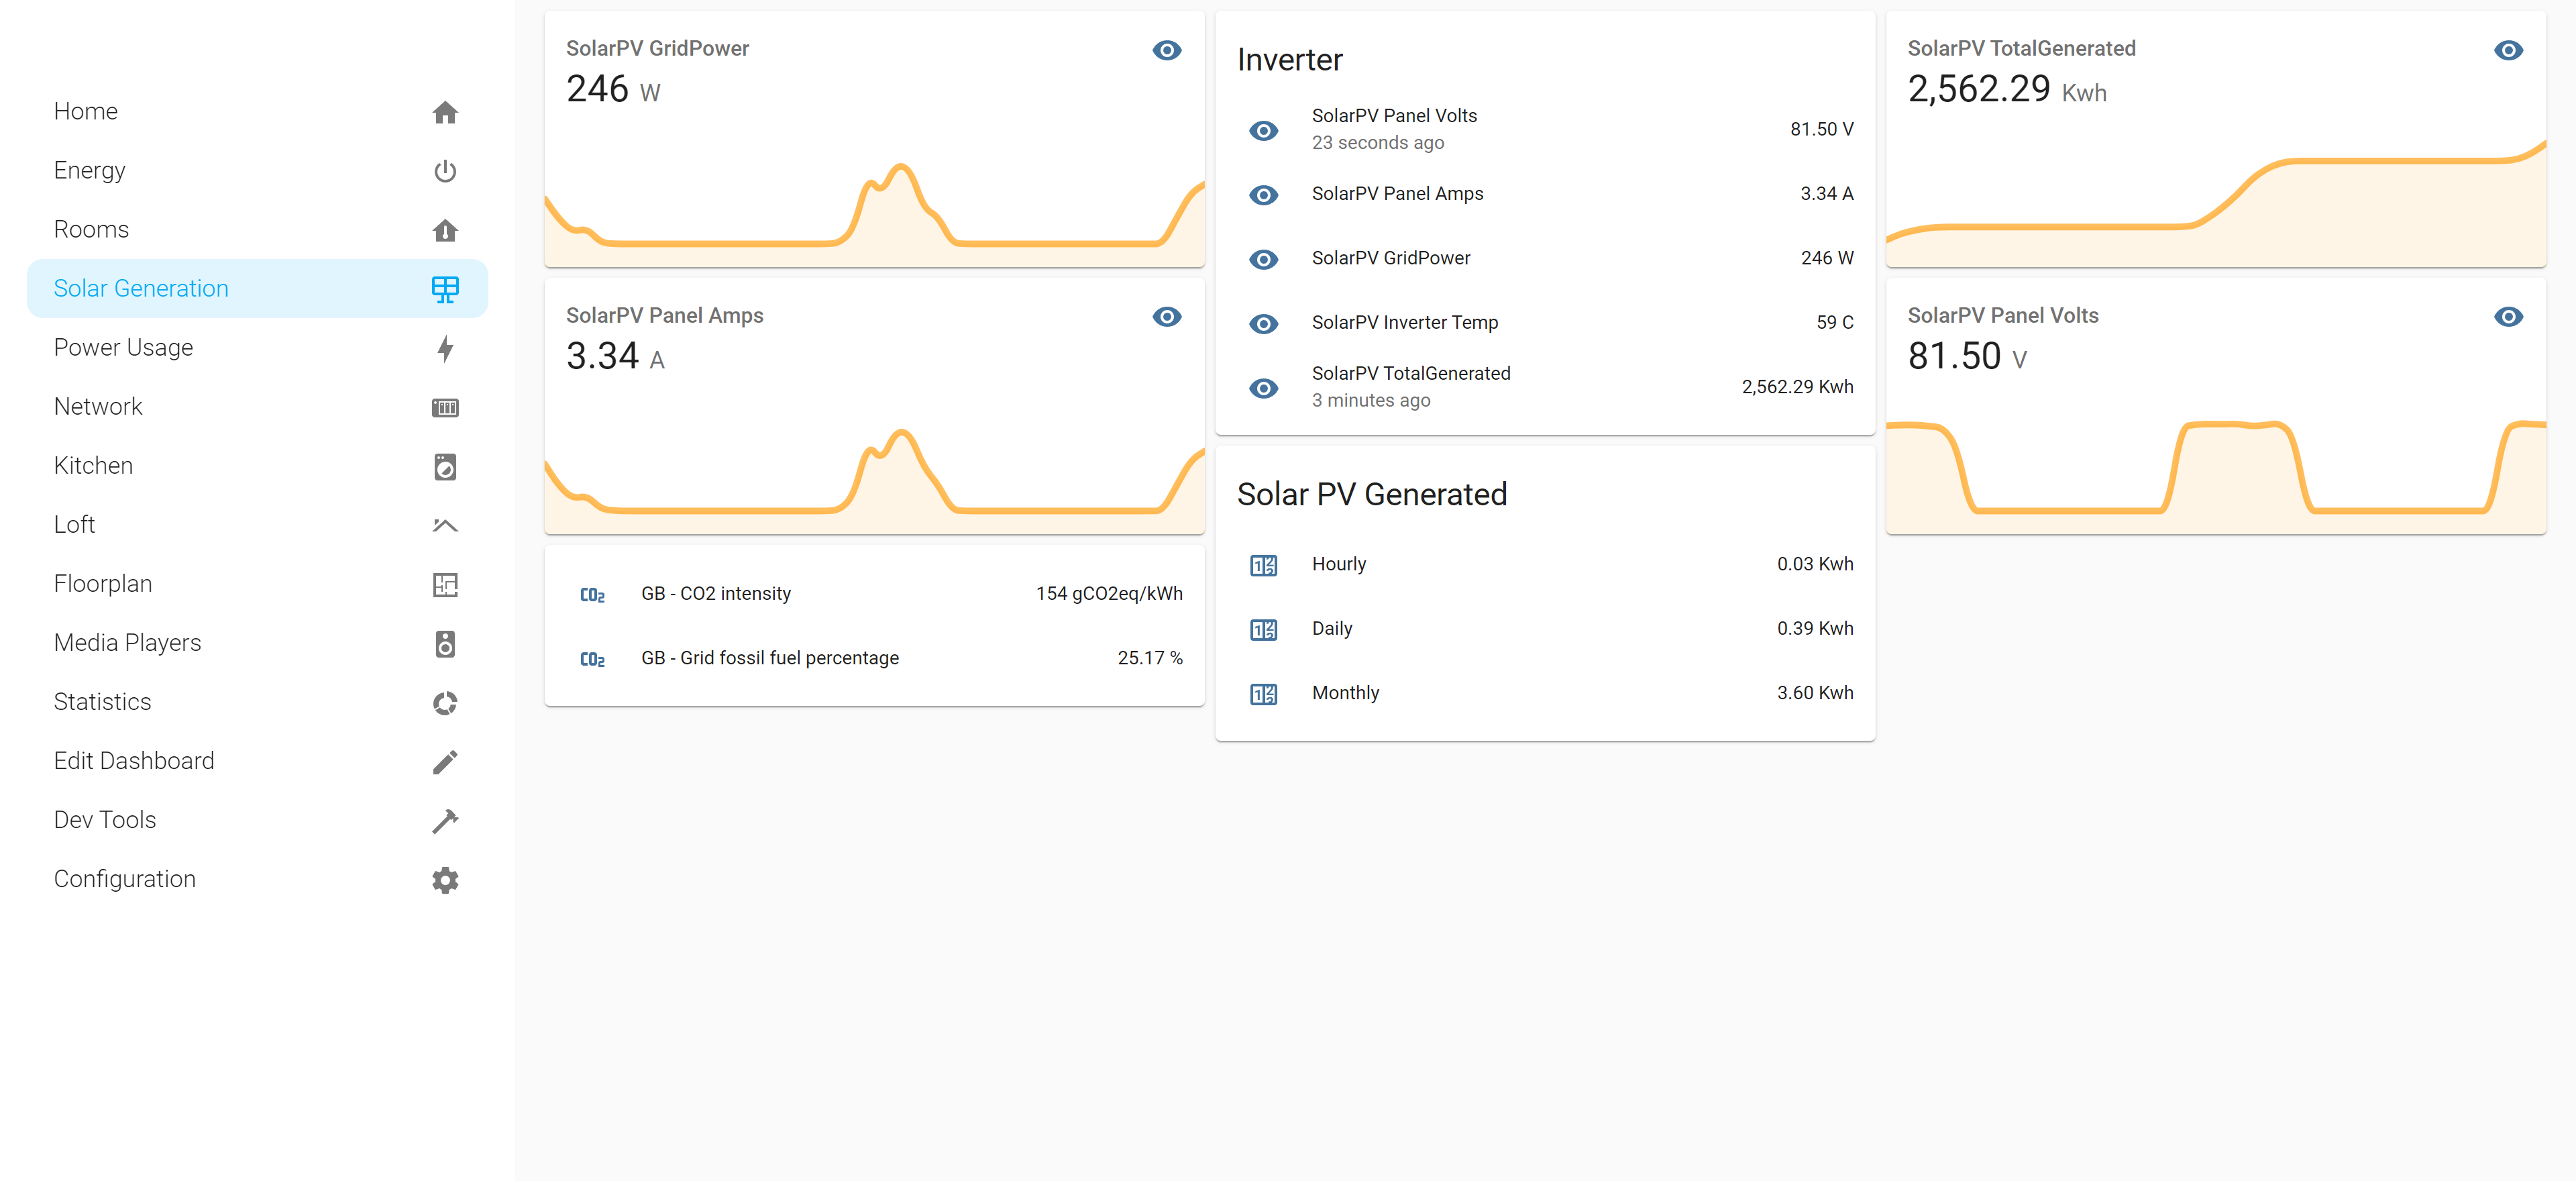 Home
Energy
Rooms
Solar Generation
Power Usage
Network
Kitchen
Loft
Floorplan
Media Players
Statistics
Edit Dashboard
Dev Tools
Configuration
SolarPV GridPower
246 W
SolarPV Panel Amps
3.34 A
CO2 GB - CO2 intensity 154 gCO2eq/kWh
CO2 GB - Grid fossil fuel percentage 25.17 %
Inverter
SolarPV Panel Volts 81.50 V
23 seconds ago
SolarPV Panel Amps 3.34 A
SolarPV GridPower 246 W
SolarPV Inverter Temp 59 C
SolarPV TotalGenerated 2,562.29 Kwh
3 minutes ago
Solar PV Generated
Hourly 0.03 Kwh
Daily 0.39 Kwh
Monthly 3.60 Kwh
SolarPV TotalGenerated
2,562.29 Kwh
SolarPV Panel Volts
81.50 V